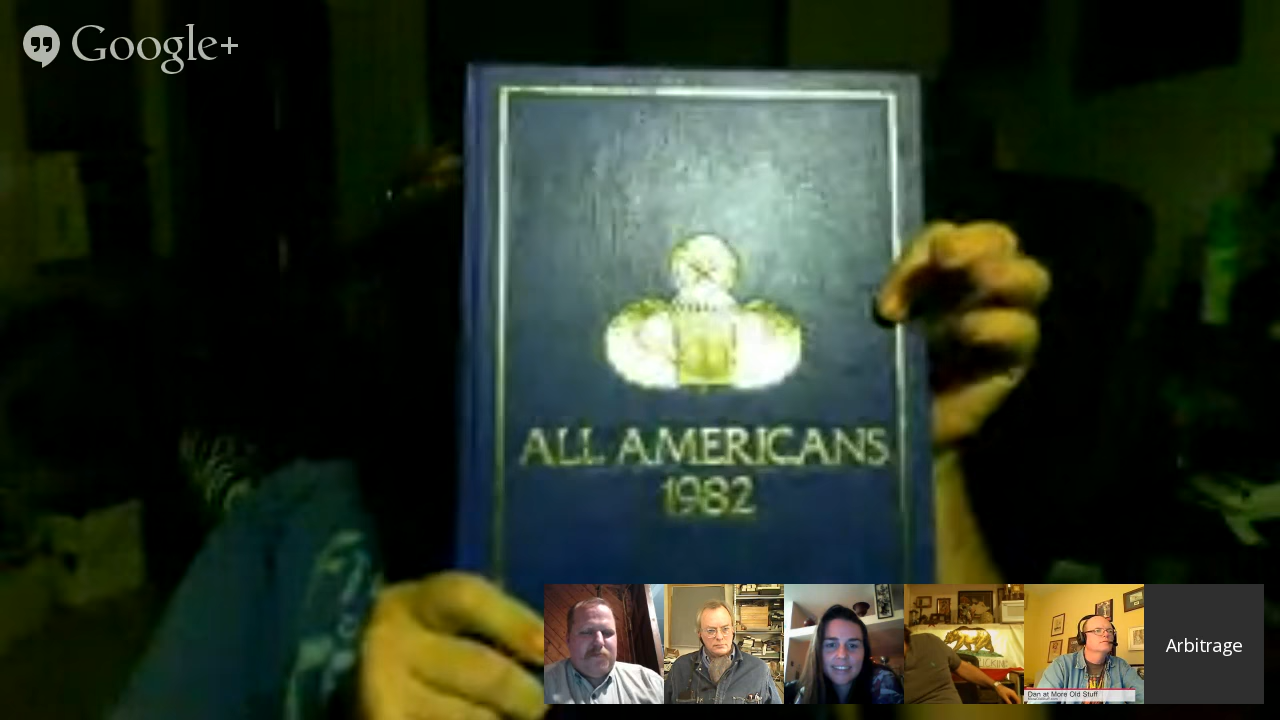 Google+
ALL AMERICANS
1982
Arbitrage
Dan at More Old Stuff